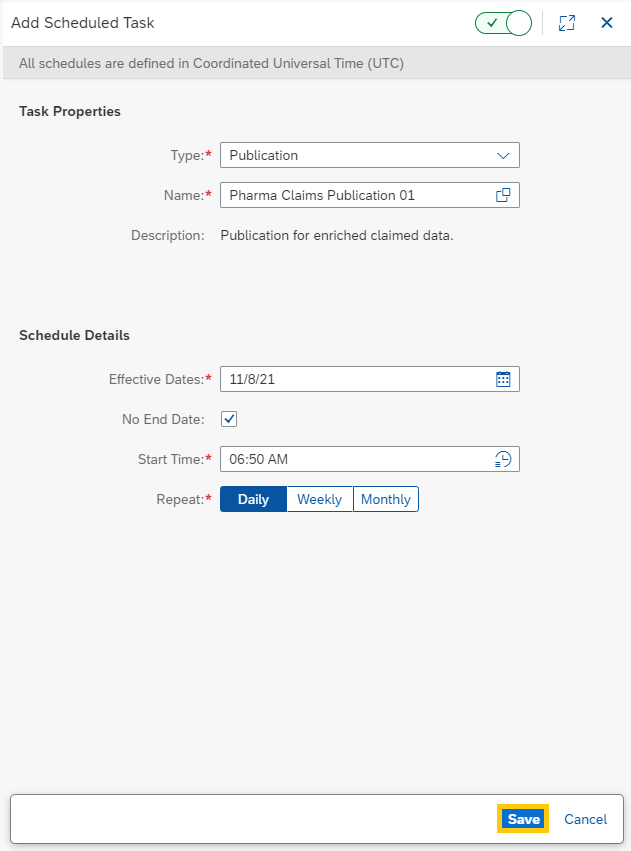 Add Scheduled Task
All schedules are defined in Coordinated Universal Time (UTC)
Task Properties
Type:* Publication
Name:* Pharma Claims Publication 01
Description: Publication for enriched claimed data.
Schedule Details
Effective Dates:* 11/8/21
No End Date:
Start Time:* 06:50 AM
Repeat:* Daily Weekly Monthly
Save Cancel